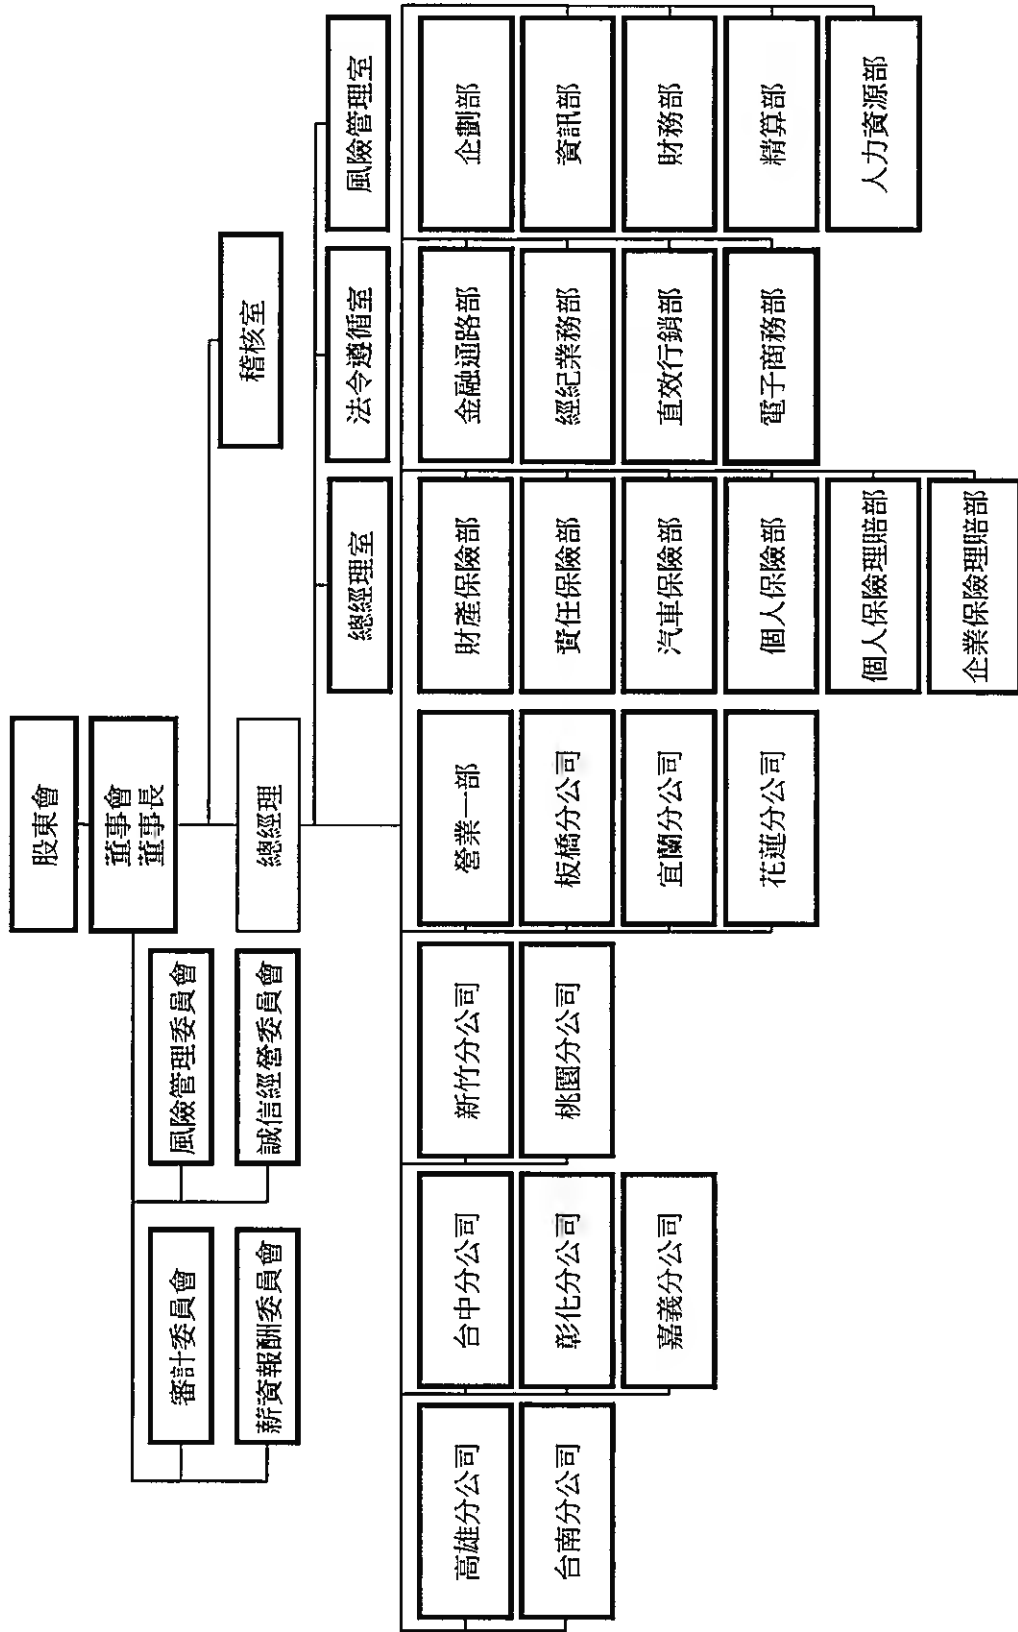 股東會
董事會
董事長
審計委員會
風險管理委員會
薪資報酬委員會
誠信經營委員會
總經理
稽核室
總經理室
法令遵循室
風險管理室
高雄分公司
台南分公司
台中分公司
彰化分公司
嘉義分公司
新竹分公司
桃園分公司
營業一部
板橋分公司
宜蘭分公司
花蓮分公司
財產保險部
責任保險部
汽車保險部
個人保險部
個人保險理賠部
企業保險理賠部
金融通路部
經紀業務部
直效行銷部
電子商務部
企劃部
資訊部
財務部
精算部
人力資源部